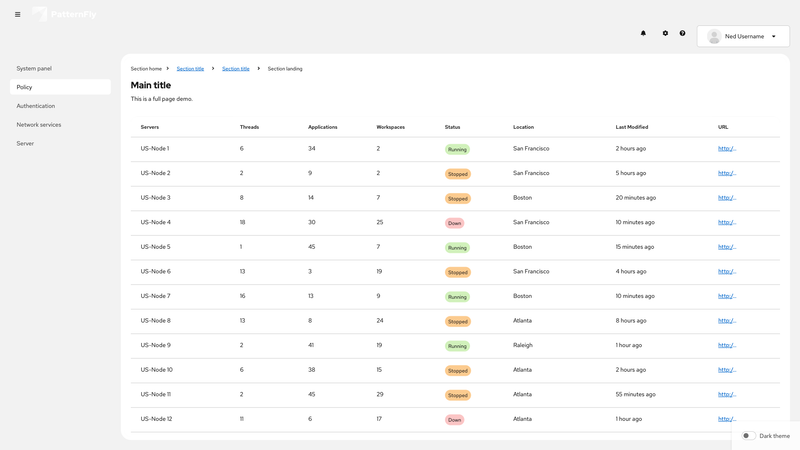 PatternFly
Ned Username
System panel
Policy
Authentication
Network services
Server
Section home Section title Section title Section landing
Main title
This is a full page demo.
Servers Threads Applications Workspaces Status Location Last Modified URL
US-Node 1 6 34 2 Running San Francisco 2 hours ago http:/...
US-Node 2 2 9 2 Stopped San Francisco 5 hours ago http:/...
US-Node 3 8 14 7 Stopped Boston 20 minutes ago http:/...
US-Node 4 18 30 25 Down San Francisco 10 minutes ago http:/...
US-Node 5 1 45 7 Running Boston 15 minutes ago http:/...
US-Node 6 13 3 19 Stopped San Francisco 4 hours ago http:/...
US-Node 7 16 13 9 Running Boston 10 minutes ago http:/...
US-Node 8 13 8 24 Stopped Atlanta 8 hours ago http:/...
US-Node 9 2 41 19 Running Raleigh 1 hour ago http:/...
US-Node 10 6 38 15 Stopped Atlanta 2 hours ago http:/...
US-Node 11 2 45 29 Stopped Atlanta 55 minutes ago http:/...
US-Node 12 11 6 17 Down Atlanta 1 hour ago http:/...
Dark theme